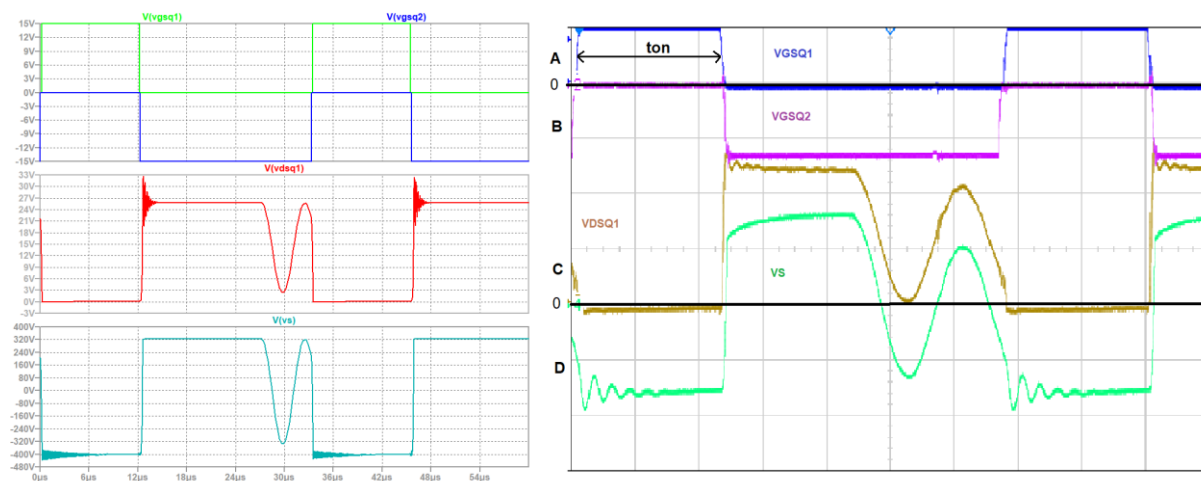 V(vgsq1) V(vgsq2)
15V
12V
9V
6V
3V
0V
-3V
-6V
-9V
-12V
-15V
V(vdsq1)
33V
30V
27V
24V
21V
18V
15V
12V
9V
6V
3V
0V
-3V
V(vs)
400V
320V
240V
160V
80V
0V
-80V
-160V
-240V
-320V
-400V
-480V
0µs 6µs 12µs 18µs 24µs 30µs 36µs 42µs 48µs 54µs
A
ton
VGSQ1
0
B
VGSQ2
VDSQ1
VS
C
0
D